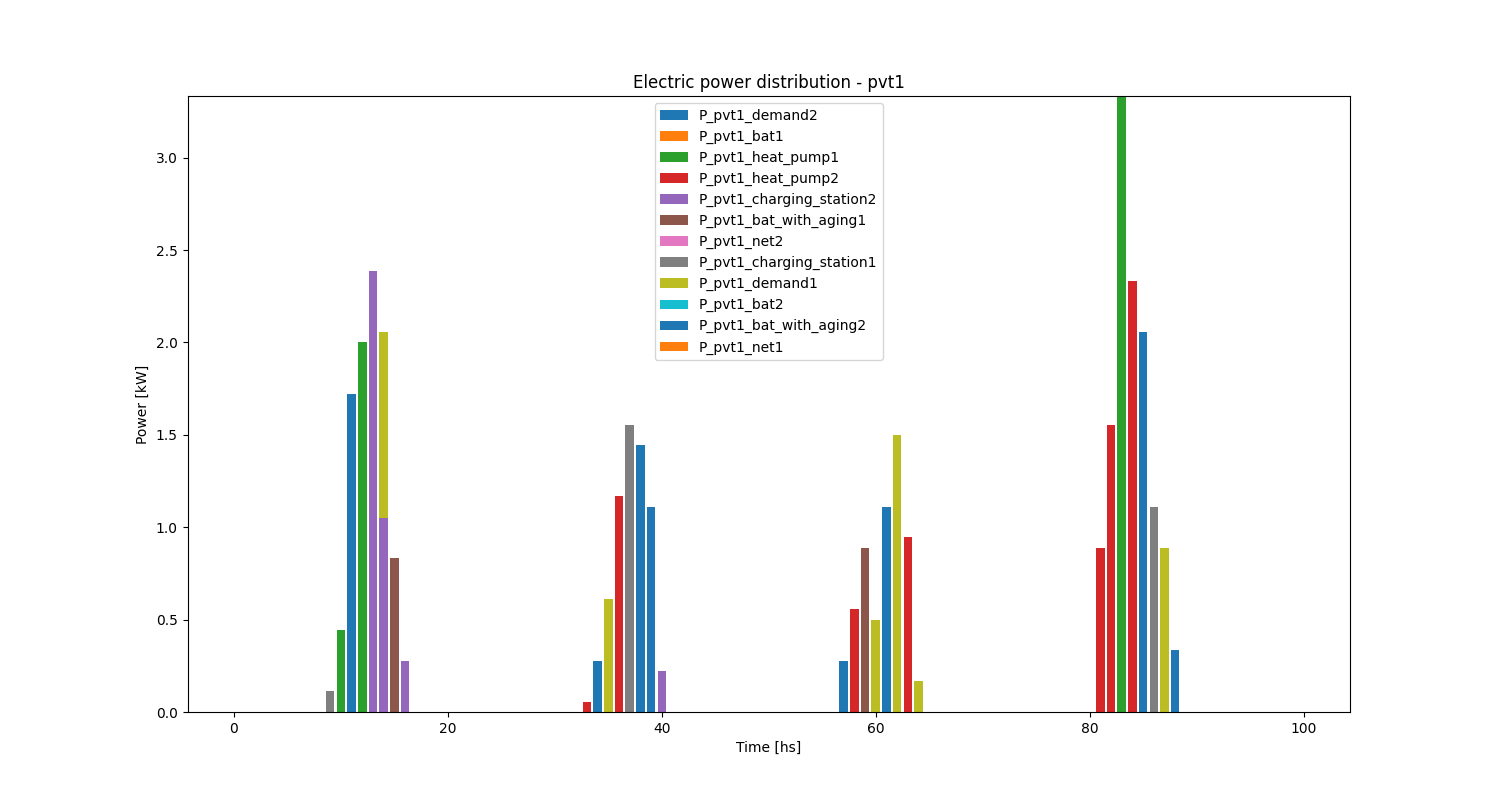 Electric power distribution - pvt1
P_pvt1_demand2
P_pvt1_bat1
P_pvt1_heat_pump1
P_pvt1_heat_pump2
P_pvt1_charging_station2
P_pvt1_bat_with_aging1
P_pvt1_net2
P_pvt1_charging_station1
P_pvt1_demand1
P_pvt1_bat2
P_pvt1_bat_with_aging2
P_pvt1_net1
Power [kW]
3.0
2.5
2.0
1.5
1.0
0.5
0.0
0 20 40 60 80 100
Time [hs]